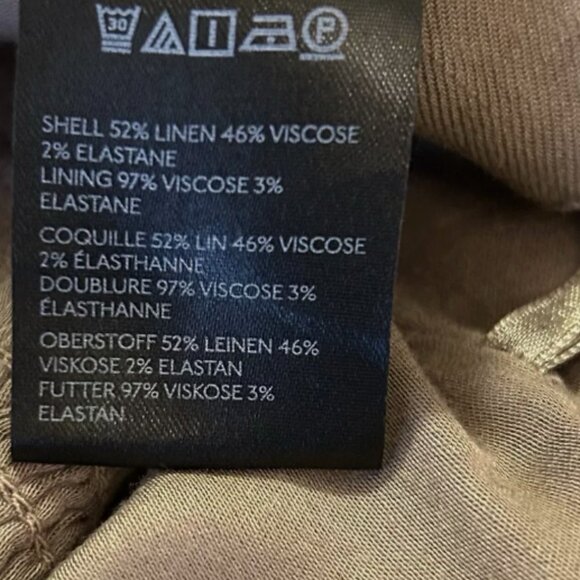 30
P
SHELL 52% LINEN 46% VISCOSE
2% ELASTANE
LINING 97% VISCOSE 3%
ELASTANE
COQUILLE 52% LIN 46% VISCOSE
2% ÉLASTHANNE
DOUBLURE 97% VISCOSE 3%
ÉLASTHANNE
OBERSTOFF 52% LEINEN 46%
VISKOSE 2% ELASTAN
FUTTER 97% VISKOSE 3%
ELASTAN